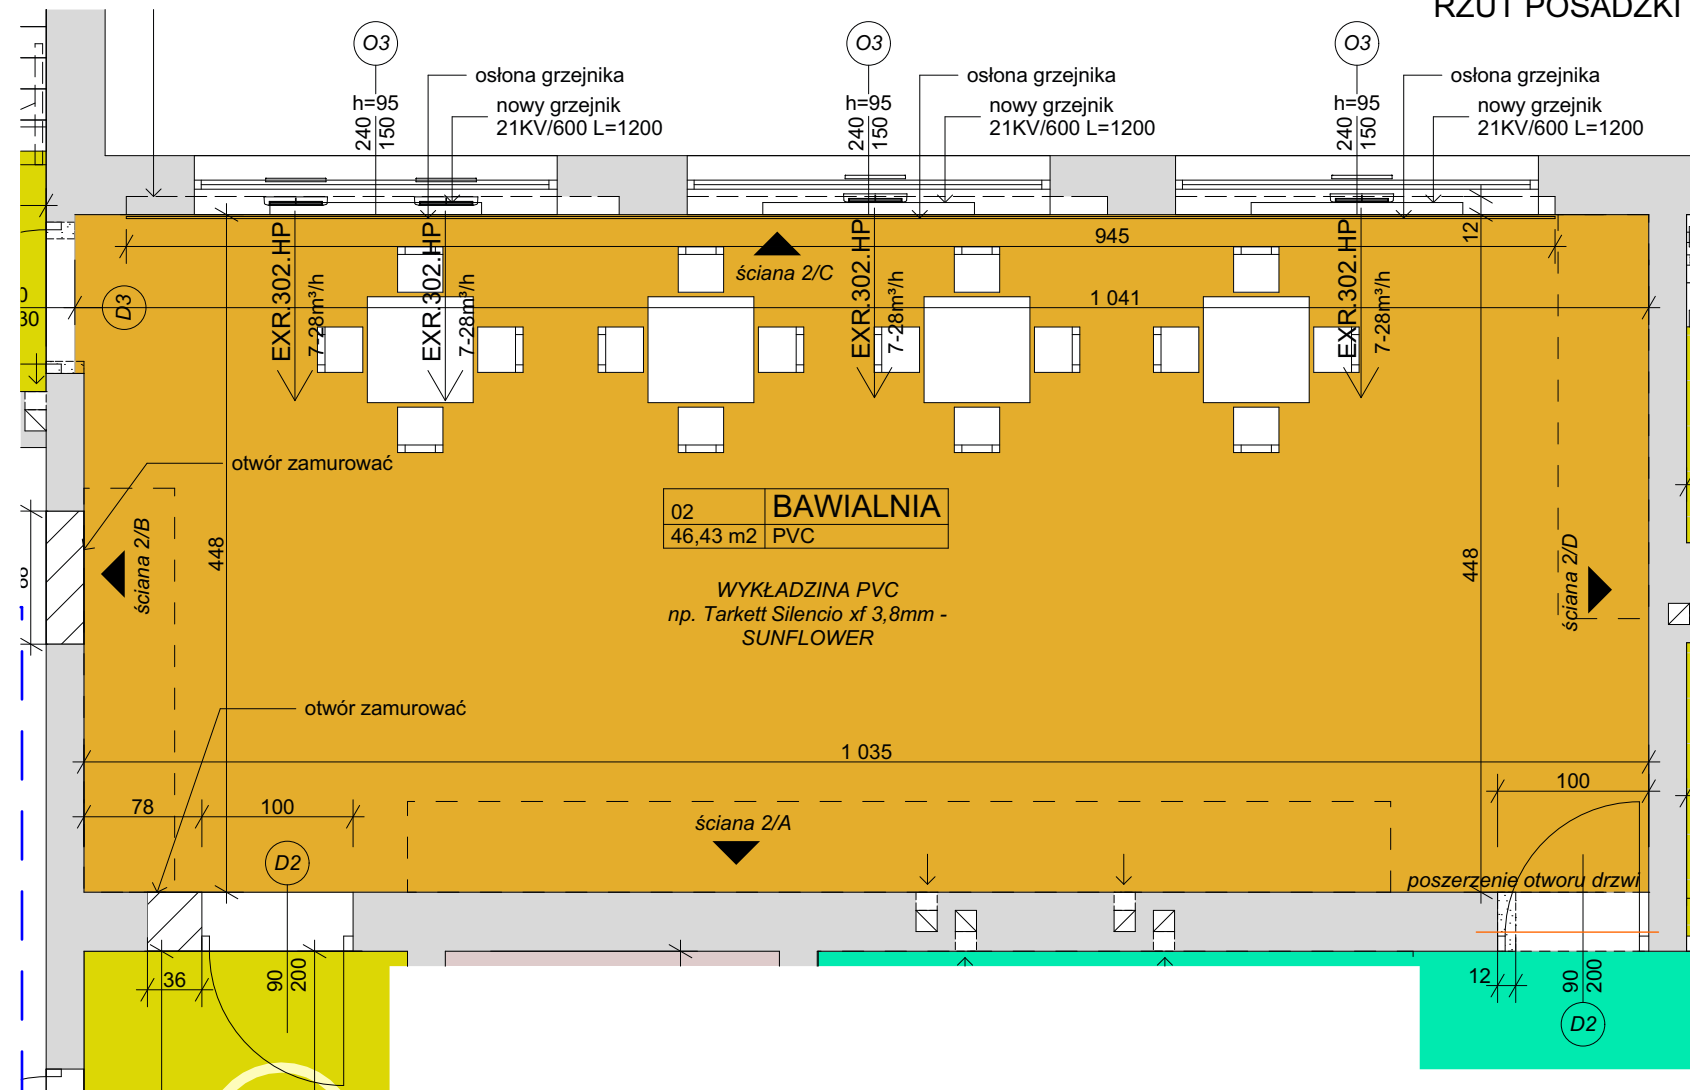 RZUT POSADZKI
O3
O3
O3
osłona grzejnika
osłona grzejnika
osłona grzejnika
h=95
240
150
nowy grzejnik
21KV/600 L=1200
h=95
240
150
nowy grzejnik
21KV/600 L=1200
h=95
240
150
nowy grzejnik
21KV/600 L=1200
EXR.302.HP
7-28m³/h
EXR.302.HP
7-28m³/h
EXR.302.HP
7-28m³/h
EXR.302.HP
7-28m³/h
945
12
ściana 2/C
1 041
D3
otwór zamurować
02
BAWIALNIA
46,43 m2
PVC
ściana 2/B
448
448
ściana 2/D
WYKŁADZINA PVC
np. Tarkett Silencio xf 3,8mm -
SUNFLOWER
otwór zamurować
1 035
78
100
100
ściana 2/A
D2
poszerzenie otworu drzwi
36
90
200
12
90
200
D2